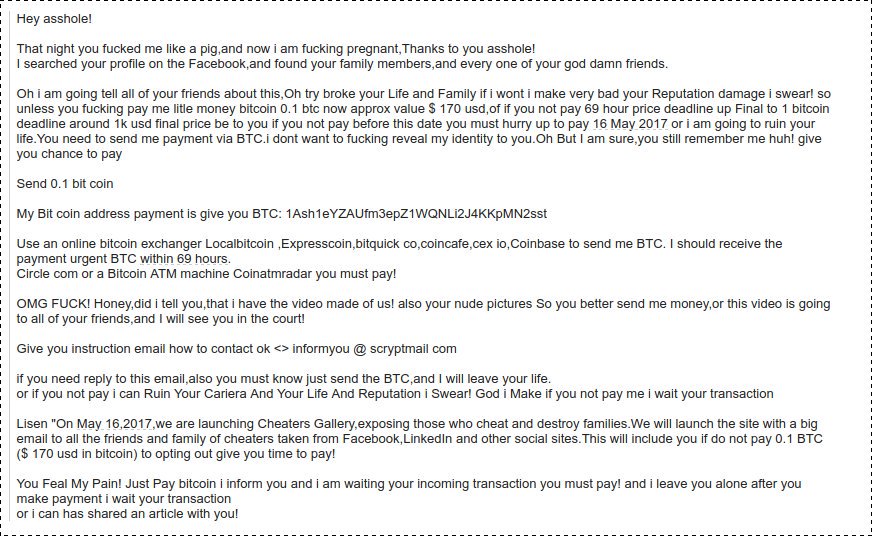 Hey asshole!
That night you fucked me like a pig,and now i am fucking pregnant,Thanks to you asshole!
I searched your profile on the Facebook,and found your family members,and every one of your god damn friends.
Oh i am going tell all of your friends about this,Oh try broke your Life and Family if i wont i make very bad your Reputation damage i swear! so
unless you fucking pay me litle money bitcoin 0.1 btc now approx value $ 170 usd,of if you not pay 69 hour price deadline up Final to 1 bitcoin
deadline around 1k usd final price be to you if you not pay before this date you must hurry up to pay 16 May 2017 or i am going to ruin your
life.You need to send me payment via BTC.i dont want to fucking reveal my identity to you.Oh But I am sure,you still remember me huh! give
you chance to pay
Send 0.1 bit coin
My Bit coin address payment is give you BTC: 1Ash1eYZAUfm3epZ1WQNLi2J4KKpMN2sst
Use an online bitcoin exchanger Localbitcoin ,Expresscoin,bitquick co,coincafe,cex io,Coinbase to send me BTC. I should receive the
payment urgent BTC within 69 hours.
Circle com or a Bitcoin ATM machine Coinatmradar you must pay!
OMG FUCK! Honey,did i tell you,that i have the video made of us! also your nude pictures So you better send me money,or this video is going
to all of your friends,and I will see you in the court!
Give you instruction email how to contact ok <> informyou @ scryptmail com
if you need reply to this email,also you must know just send the BTC,and I will leave your life.
or if you not pay i can Ruin Your Cariera And Your Life And Reputation i Swear! God i Make if you not pay me i wait your transaction
Lisen "On May 16,2017,we are launching Cheaters Gallery,exposing those who cheat and destroy families.We will launch the site with a big
email to all the friends and family of cheaters taken from Facebook,LinkedIn and other social sites.This will include you if do not pay 0.1 BTC
($ 170 usd in bitcoin) to opting out give you time to pay!
You Feal My Pain! Just Pay bitcoin i inform you and i am waiting your incoming transaction you must pay! and i leave you alone after you
make payment i wait your transaction
or i can has shared an article with you!